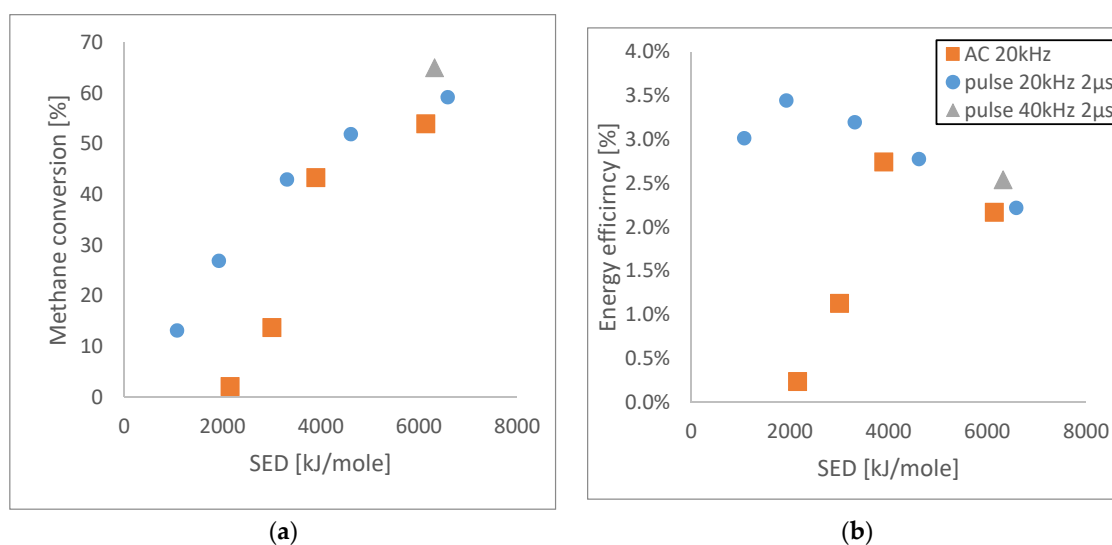 70
60
50
40
30
20
10
0
0 2000 4000 6000 8000
Methane conversion [%]
SED [kJ/mole]
(a)
4.0%
3.5%
3.0%
2.5%
2.0%
1.5%
1.0%
0.5%
0.0%
0 2000 4000 6000 8000
Energy efficirncy [%]
SED [kJ/mole]
AC 20kHz
pulse 20kHz 2μs
pulse 40kHz 2μs
(b)